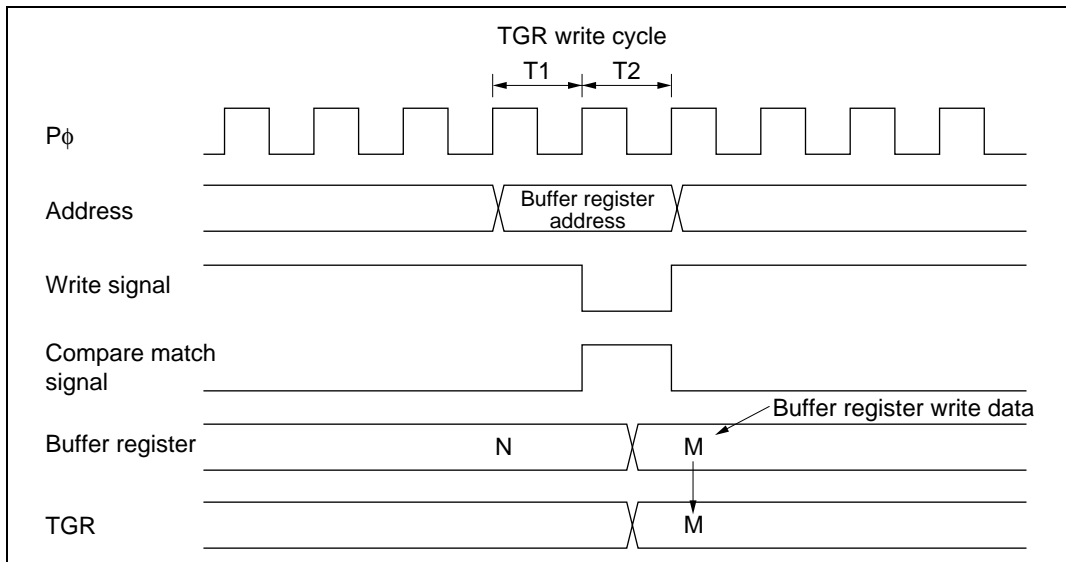 TGR write cycle
T1 T2
Pϕ
Address
Buffer register
address
Write signal
Compare match
signal
Buffer register write data
Buffer register
N M
TGR
M